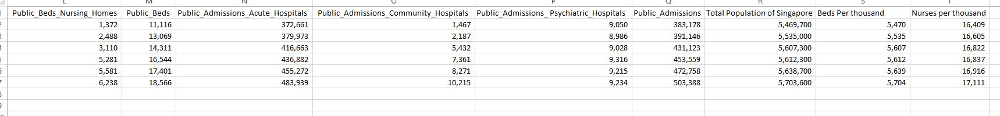 L M N O P Q R S T
Public_Beds_Nursing_Homes Public_Beds Public_Admissions_Acute_Hospitals Public_Admissions_Community_Hospitals Public_Admissions_Psychiatric_Hospitals Public_Admissions Total Population of Singapore Beds Per thousand Nurses per thousand
1,372 11,116 372,661 1,467 9,050 383,178 5,469,700 5,470 16,409
2,488 13,069 379,973 2,187 8,986 391,146 5,535,000 5,535 16,605
3,110 14,311 416,663 5,432 9,028 431,123 5,607,300 5,607 16,822
5,281 16,544 436,882 7,361 9,316 453,559 5,612,300 5,612 16,837
5,581 17,401 455,272 8,271 9,215 472,758 5,638,700 5,639 16,916
6,238 18,566 483,939 10,215 9,234 503,388 5,703,600 5,704 17,111